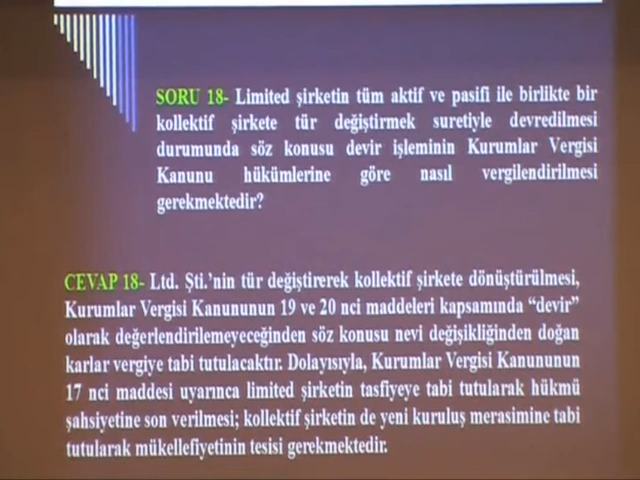 SORU 18- Limited şirketin tüm aktif ve pasifi ile birlikte bir
kollektif şirkete tür değiştirmek suretiyle devredilmesi
durumunda söz konusu devir işleminin Kurumlar Vergisi
Kanunu hükümlerine göre nasıl vergilendirilmesi
gerekmektedir?
CEVAP 18- Ltd. Şti.'nin tür değiştirerek kollektif şirkete dönüştürülmesi,
Kurumlar Vergisi Kanununun 19 ve 20 nci maddeleri kapsamında “devir”
olarak değerlendirilemeyeceğinden söz konusu nevi değişikliğinden doğan
karlar vergiye tabi tutulacaktır. Dolayısıyla, Kurumlar Vergisi Kanununun
17 nci maddesi uyarınca limited şirketin tasfiyeye tabi tutularak hükmü
şahsiyetine son verilmesi; kollektif şirketin de yeni kuruluş merasimine tabi
tutularak mükellefiyetinin tesisi gerekmektedir.